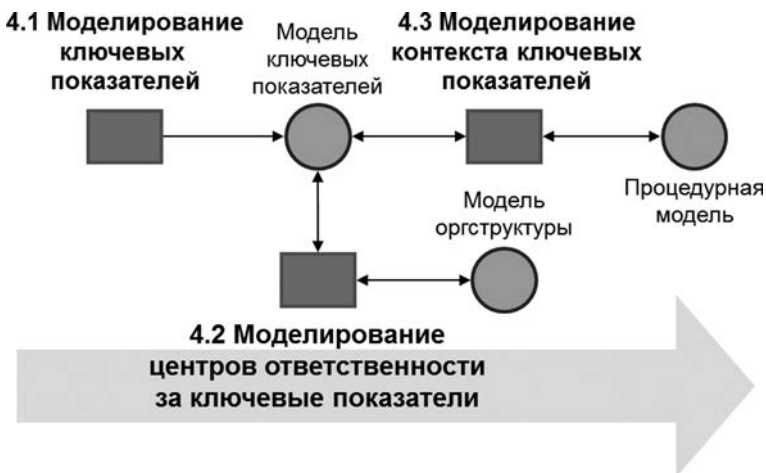 4.1 Моделирование
ключевых
показателей
Модель
ключевых
показателей
4.3 Моделирование
контекста ключевых
показателей
Процедурная
модель
Модель
оргструктуры
4.2 Моделирование
центров ответственности
за ключевые показатели